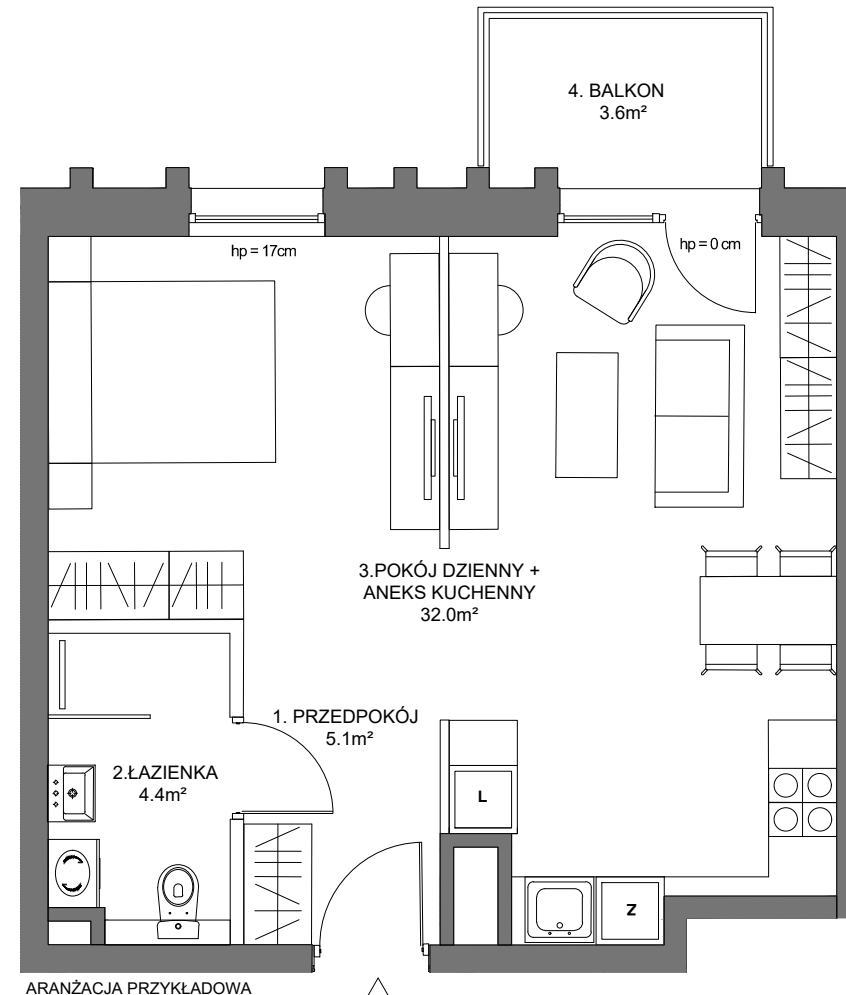 4. BALKON
3.6m²
hp = 17cm
hp = 0 cm
3.POKÓJ DZIENNY +
ANEKS KUCHENNY
32.0m²
1. PRZEDPOKÓJ
5.1m²
2.ŁAZIENKA
4.4m²
L
Z
ARANŻACJA PRZYKŁADOWA